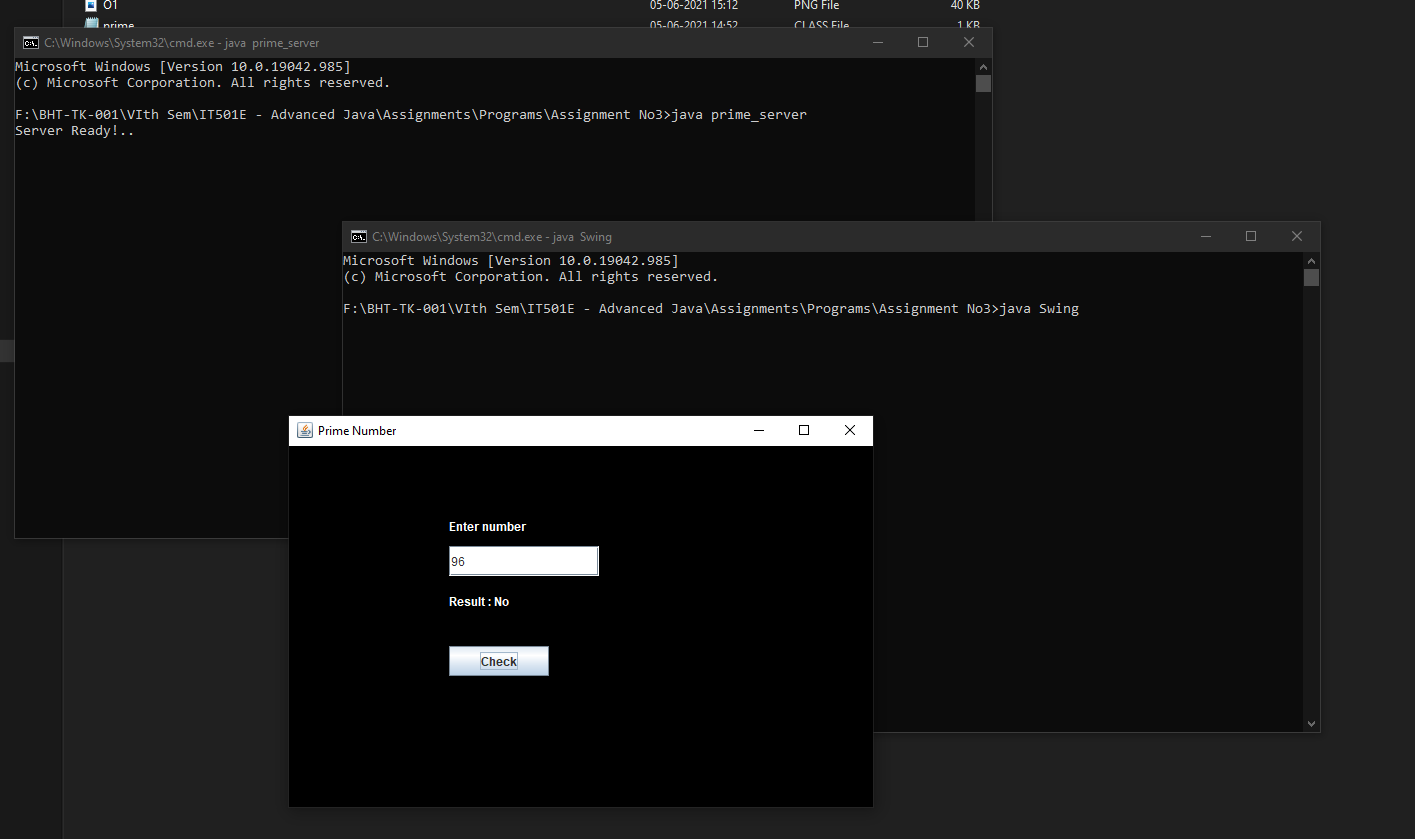 O1 05-06-2021 15:12 PNG File 40 KB
prime 05-06-2021 14:52 CLASS File 1 KB
C:\Windows\System32\cmd.exe - java prime_server
Microsoft Windows [Version 10.0.19042.985]
(c) Microsoft Corporation. All rights reserved.
F:\BHT-TK-001\VIth Sem\IT501E - Advanced Java\Assignments\Programs\Assignment No3>java prime_server
Server Ready!..
C:\Windows\System32\cmd.exe - java Swing
Microsoft Windows [Version 10.0.19042.985]
(c) Microsoft Corporation. All rights reserved.
F:\BHT-TK-001\VIth Sem\IT501E - Advanced Java\Assignments\Programs\Assignment No3>java Swing
Prime Number
Enter number
96
Result : No
Check